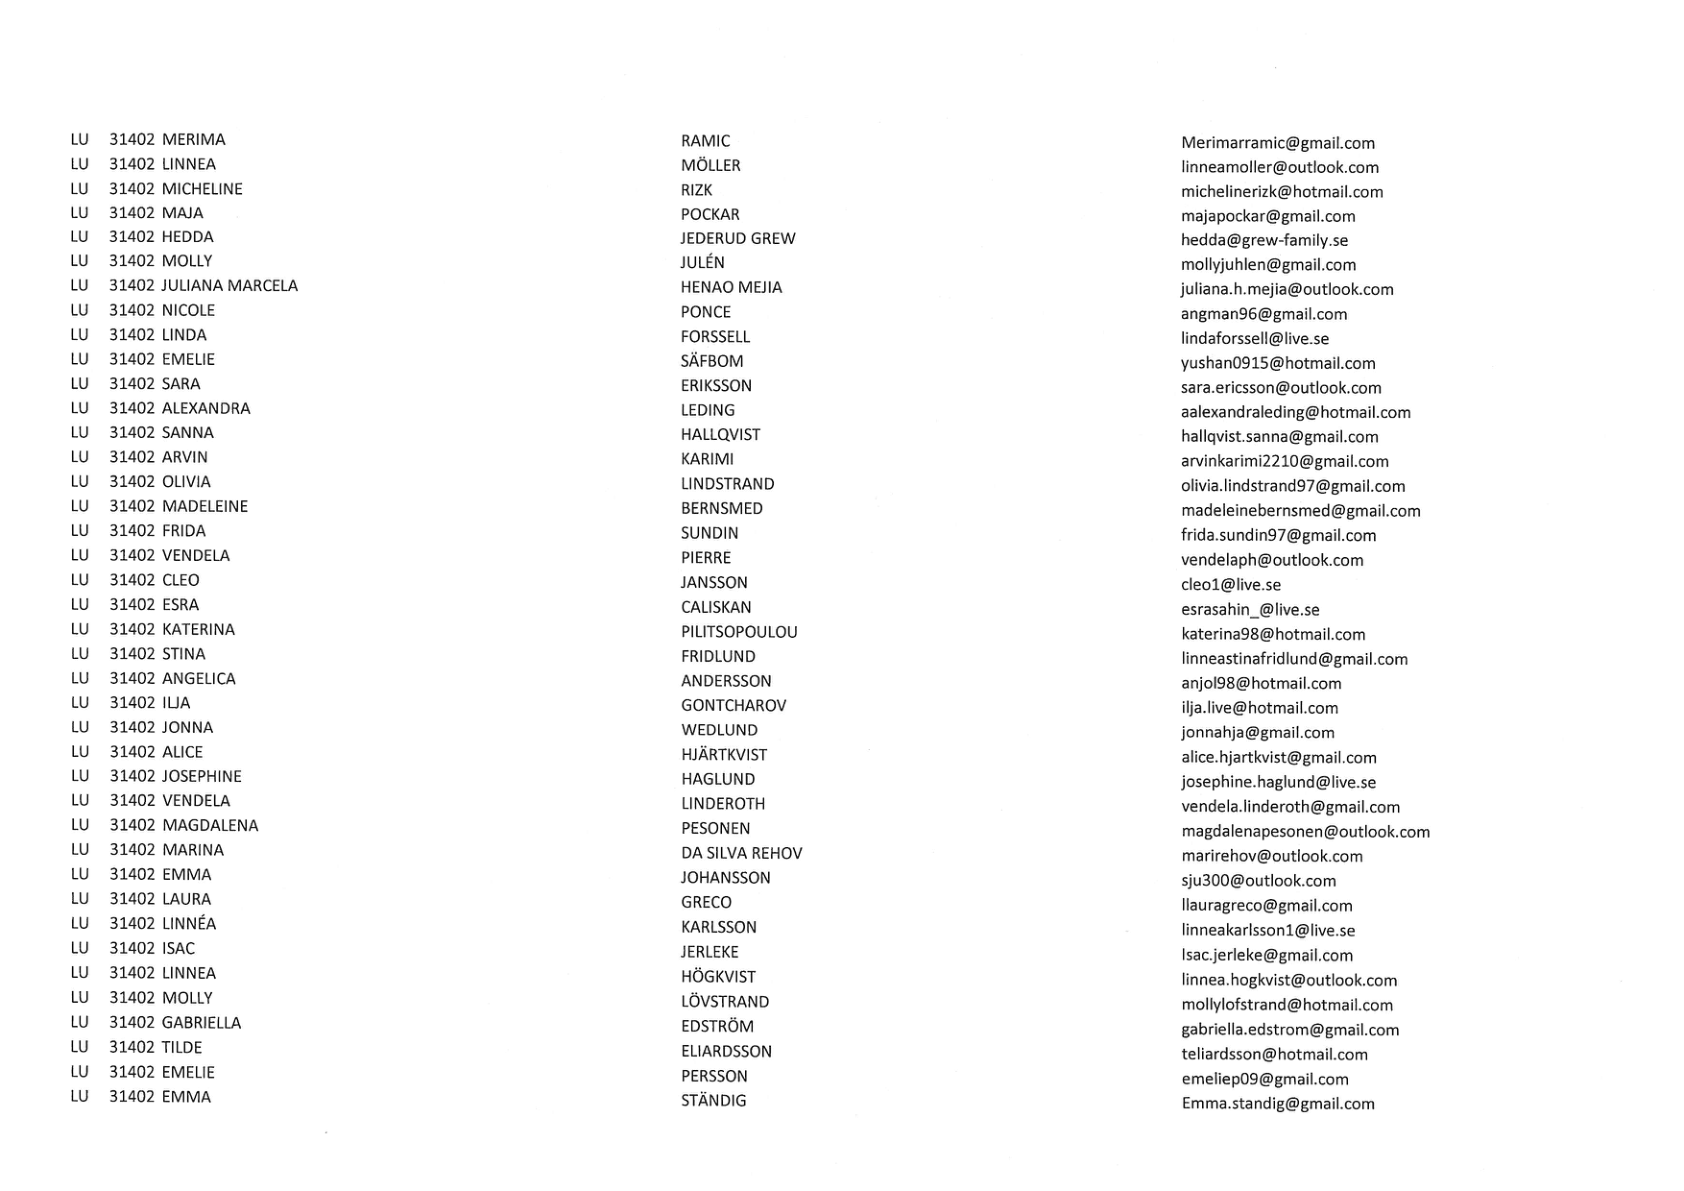 LU 31402 MERIMA RAMIC Merimarramic@gmail.com
LU 31402 LINNEA MÖLLER linneamoller@outlook.com
LU 31402 MICHELINE RIZK michelinerizk@hotmail.com
LU 31402 MAJA POCKAR majapockar@gmail.com
LU 31402 HEDDA JEDERUD GREW hedda@grew-family.se
LU 31402 MOLLY JULÉN mollyjuhlen@gmail.com
LU 31402 JULIANA MARCELA HENAO MEJIA juliana.h.mejia@outlook.com
LU 31402 NICOLE PONCE angman96@gmail.com
LU 31402 LINDA FORSSELL lindaforssell@live.se
LU 31402 EMELIE SÄFBOM yushan0915@hotmail.com
LU 31402 SARA ERIKSSON sara.ericsson@outlook.com
LU 31402 ALEXANDRA LEDING aalexandraleding@hotmail.com
LU 31402 SANNA HALLQVIST hallqvist.sanna@gmail.com
LU 31402 ARVIN KARIMI arvinkarimi2210@gmail.com
LU 31402 OLIVIA LINDSTRAND olivia.lindstrand97@gmail.com
LU 31402 MADELEINE BERNSMED madeleinebernsmed@gmail.com
LU 31402 FRIDA SUNDIN frida.sundin97@gmail.com
LU 31402 VENDELA PIERRE vendelaph@outlook.com
LU 31402 CLEO JANSSON cleo1@live.se
LU 31402 ESRA CALISKAN esrasahin_@live.se
LU 31402 KATERINA PILITSOPOULOU katerina98@hotmail.com
LU 31402 STINA FRIDLUND linneastinafridlund@gmail.com
LU 31402 ANGELICA ANDERSSON anjol98@hotmail.com
LU 31402 ILJA GONTCHAROV ilja.live@hotmail.com
LU 31402 JONNA WEDLUND jonnahja@gmail.com
LU 31402 ALICE HJÄRTKVIST alice.hjartkvist@gmail.com
LU 31402 JOSEPHINE HAGLUND josephine.haglund@live.se
LU 31402 VENDELA LINDEROTH vendela.linderoth@gmail.com
LU 31402 MAGDALENA PESONEN magdalenapesonen@outlook.com
LU 31402 MARINA DA SILVA REHOV marirehov@outlook.com
LU 31402 EMMA JOHANSSON sju300@outlook.com
LU 31402 LAURA GRECO llauragreco@gmail.com
LU 31402 LINNÉA KARLSSON linneakarlsson1@live.se
LU 31402 ISAC JERLEKE Isac.jerleke@gmail.com
LU 31402 LINNEA HÖGKVIST linnea.hogkvist@outlook.com
LU 31402 MOLLY LÖVSTRAND mollylofstrand@hotmail.com
LU 31402 GABRIELLA EDSTRÖM gabriella.edstrom@gmail.com
LU 31402 TILDE ELIARDSSON teliardsson@hotmail.com
LU 31402 EMELIE PERSSON emeliep09@gmail.com
LU 31402 EMMA STÄNDIG Emma.standig@gmail.com